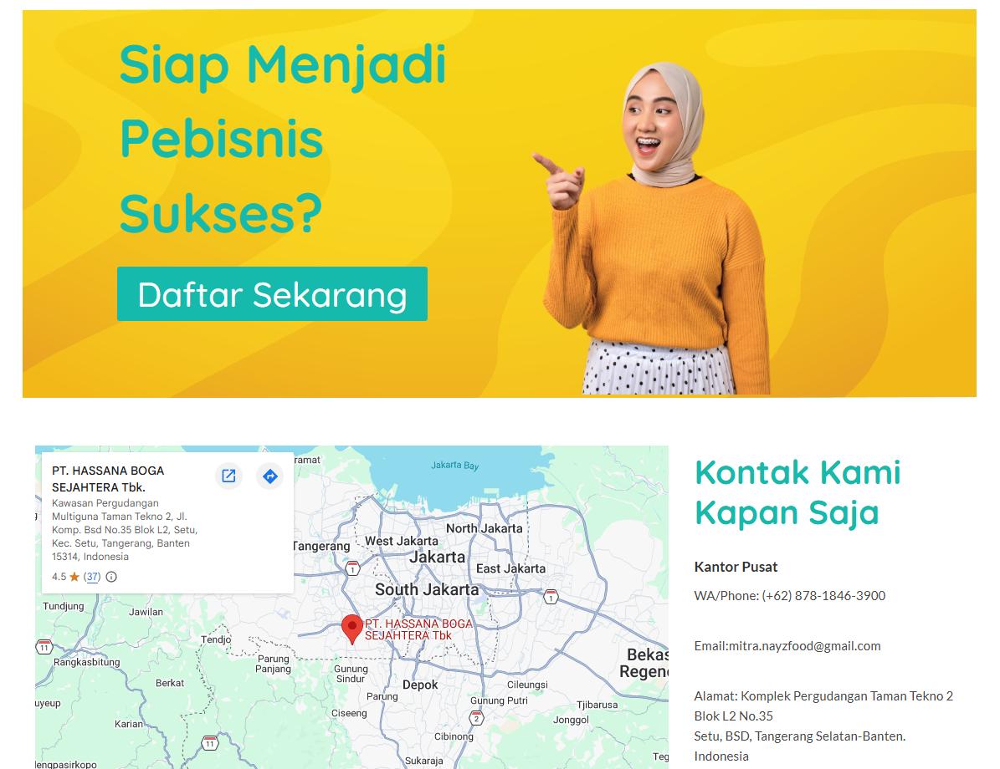 Siap Menjadi
Pebisnis
Sukses?
Daftar Sekarang
PT. HASSANA BOGA
SEJAHTERA Tbk.
Kawasan Pergudangan
Multiguna Taman Tekno 2, Jl.
Komp. Bsd No.35 Blok L2, Setu,
Kec. Setu, Tangerang, Banten
15314, Indonesia
4.5 ★ (37)
ramat
Jakarta Bay
North Jakarta
West Jakarta
Tangerang
Jakarta
East Jakarta
1
South Jakarta
1
Tundjung
Jawilan
PT. HASSANA BOGA
SEJAHTERA Tbk
Tendjo
11
Rangkasbitung
Parung
Panjang
Gunung
Sindur
Bekas
Regen
Berkat
Depok
Cileungsi
Parung
Gunung Putri
uyeup
Tjibarusa
Ciseeng
2
Jonggol
Karian
Cibinong
11
engpasirkopo
Sukaraja
Teg
Kontak Kami
Kapan Saja
Kantor Pusat
WA/Phone: (+62) 878-1846-3900
Email:mitra.nayzfood@gmail.com
Alamat: Komplek Pergudangan Taman Tekno 2
Blok L2 No.35
Setu, BSD, Tangerang Selatan-Banten.
Indonesia